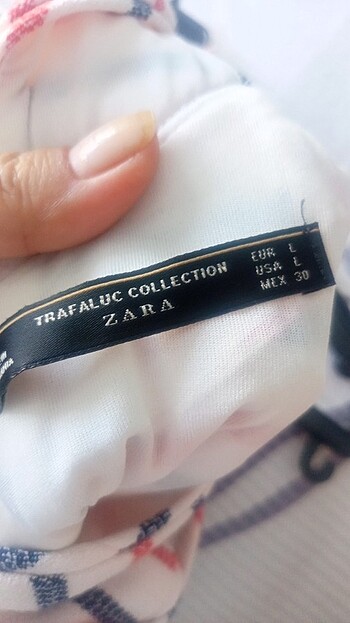 TRAFALUC COLLECTION
ZARA
EUR L
USA L
MEX 30